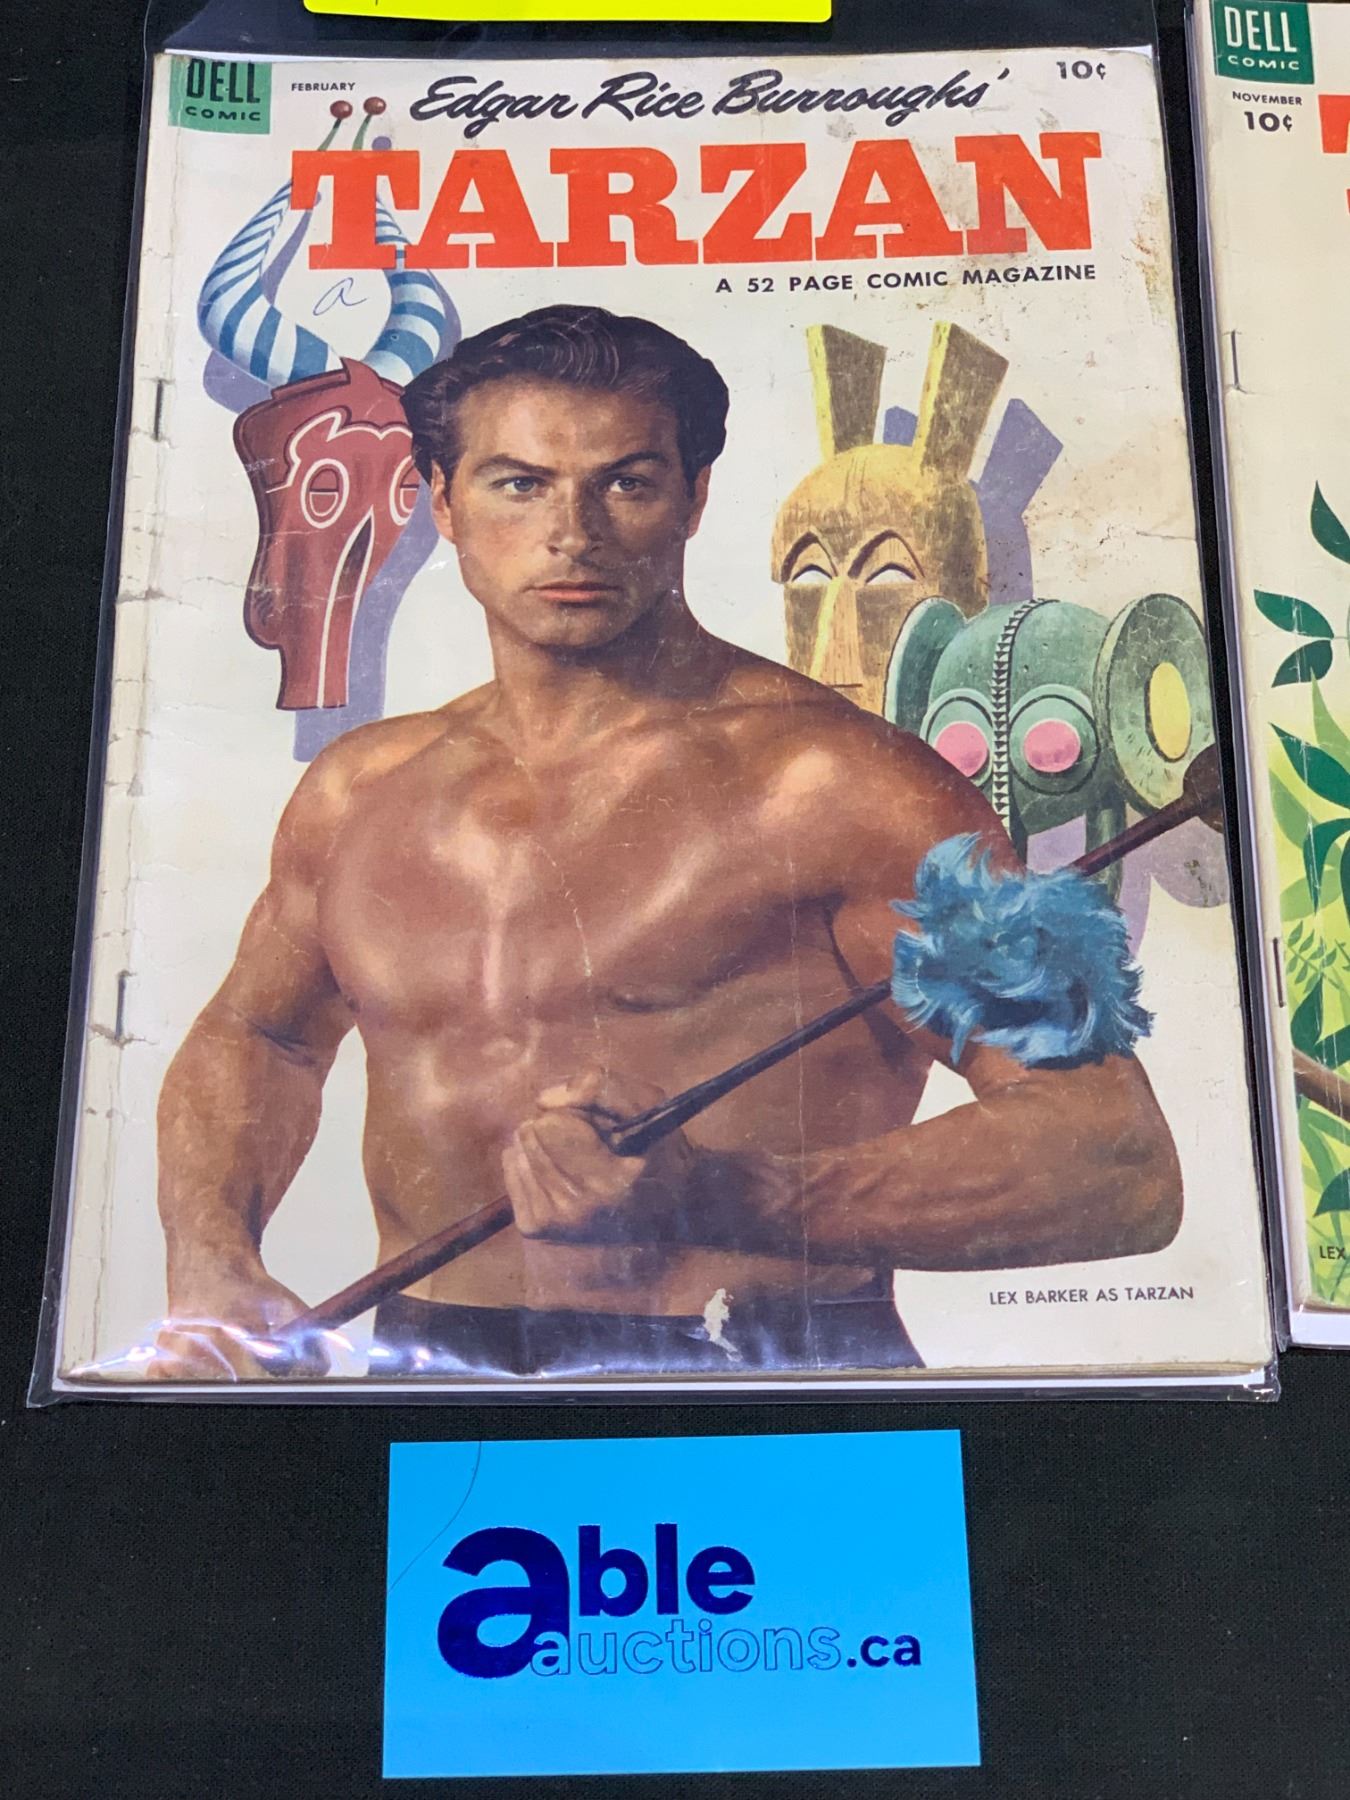 DELL
COMIC
FEBRUARY
Edgar Rice Burroughs'
10¢
TARZAN
A 52 PAGE COMIC MAGAZINE
a
LEX BARKER AS TARZAN
DELL
COMIC
NOVEMBER
10¢
LEX
able
auctions.ca